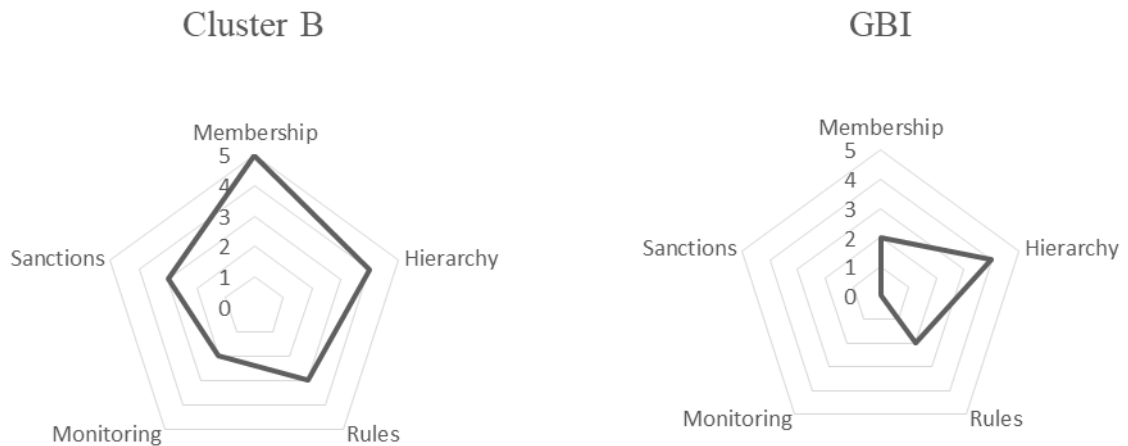 Cluster B
Membership
5
4
3
2
1
0
Sanctions
Hierarchy
Monitoring
Rules
GBI
Membership
5
4
3
2
1
0
Sanctions
Hierarchy
Monitoring
Rules